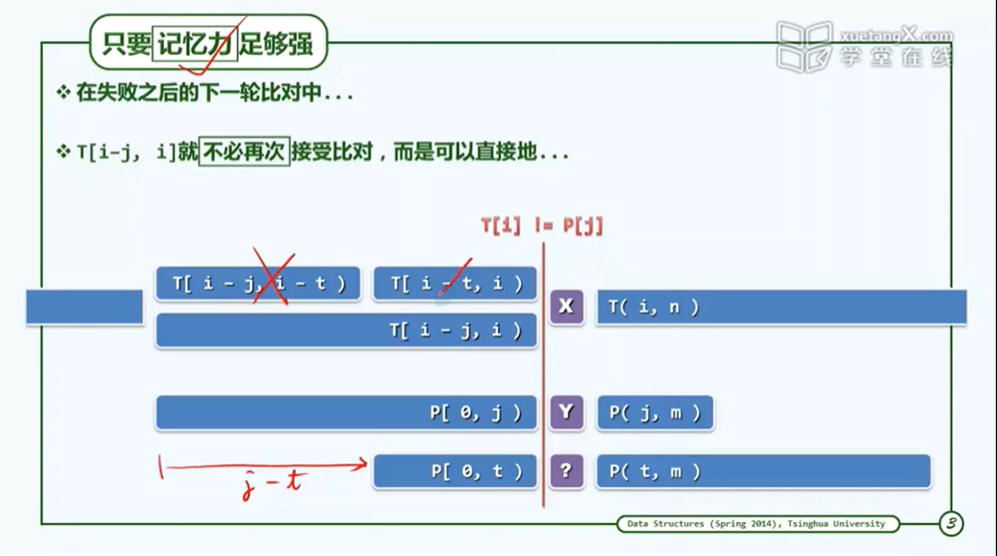 只要记忆力足够强
xuetangX.com
学堂在线
❖ 在失败之后的下一轮比对中...
❖ T[i-j, i]就不必再次接受比对，而是可以直接地...
T[i] != P[j]
T[ i - j, i - t ) T[ i - t, i )
X T( i, n )
T[ i - j, i )
P[ 0, j ) Y P( j, m )
P[ 0, t ) ? P( t, m )
j - t
Data Structures (Spring 2014), Tsinghua University 3